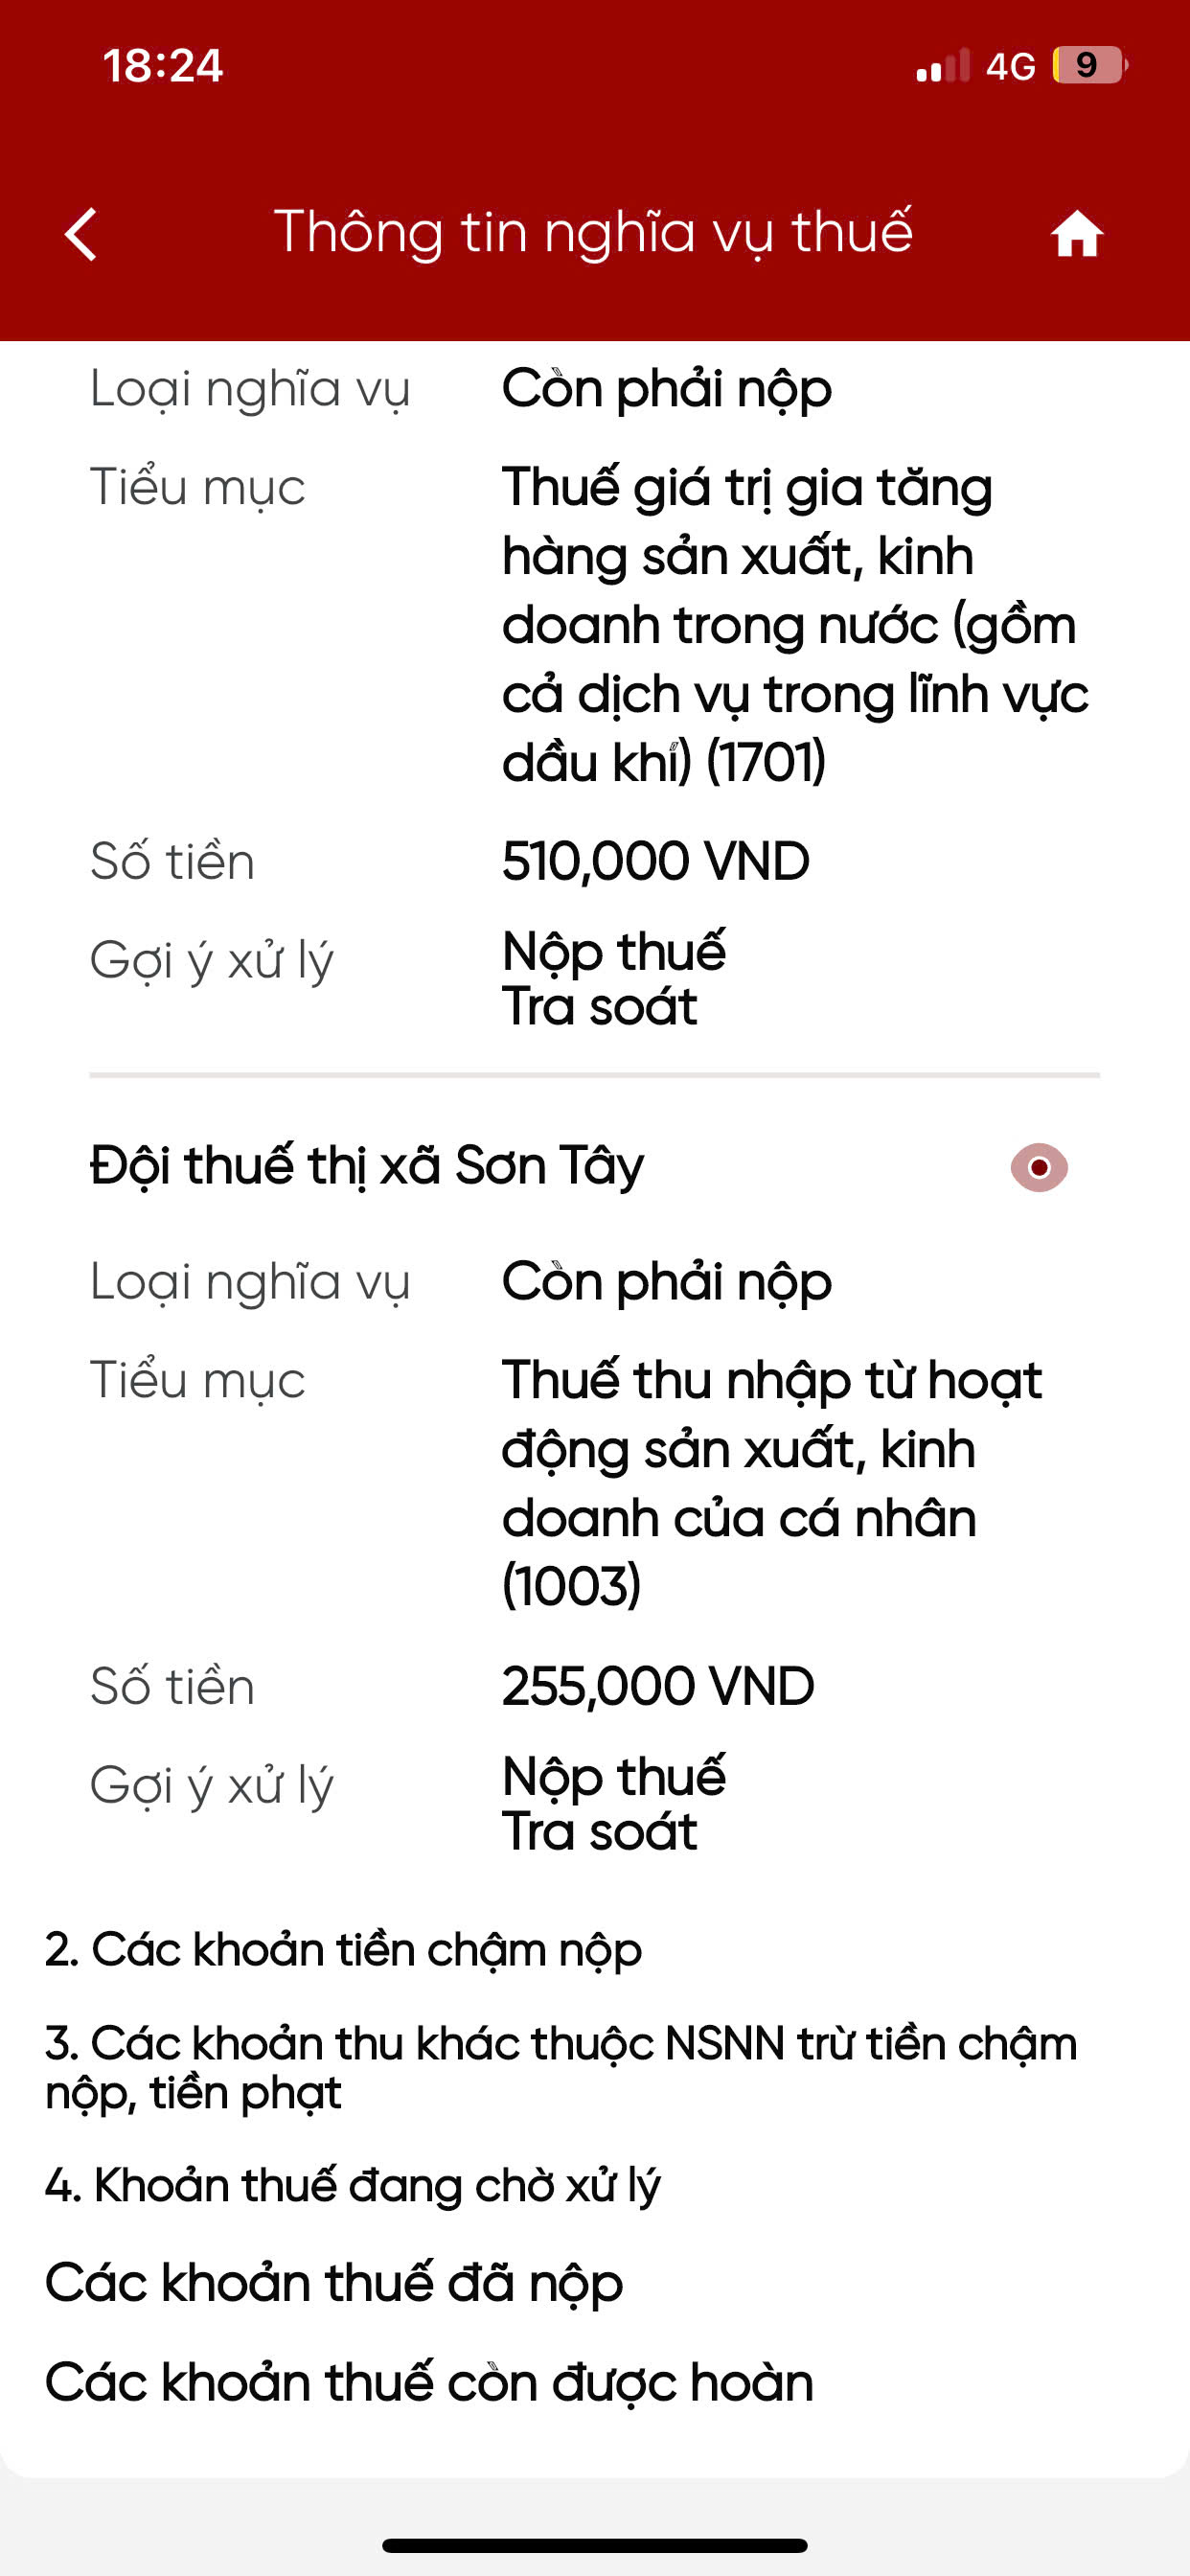 18:24
4G 9
Thông tin nghĩa vụ thuế
Loại nghĩa vụ Còn phải nộp
Tiểu mục Thuế giá trị gia tăng
hàng sản xuất, kinh
doanh trong nước (gồm
cả dịch vụ trong lĩnh vực
dầu khí) (1701)
Số tiền 510,000 VND
Gợi ý xử lý Nộp thuế
Tra soát
Đội thuế thị xã Sơn Tây
Loại nghĩa vụ Còn phải nộp
Tiểu mục Thuế thu nhập từ hoạt
động sản xuất, kinh
doanh của cá nhân
(1003)
Số tiền 255,000 VND
Gợi ý xử lý Nộp thuế
Tra soát
2. Các khoản tiền chậm nộp
3. Các khoản thu khác thuộc NSNN trừ tiền chậm
nộp, tiền phạt
4. Khoản thuế đang chờ xử lý
Các khoản thuế đã nộp
Các khoản thuế còn được hoàn